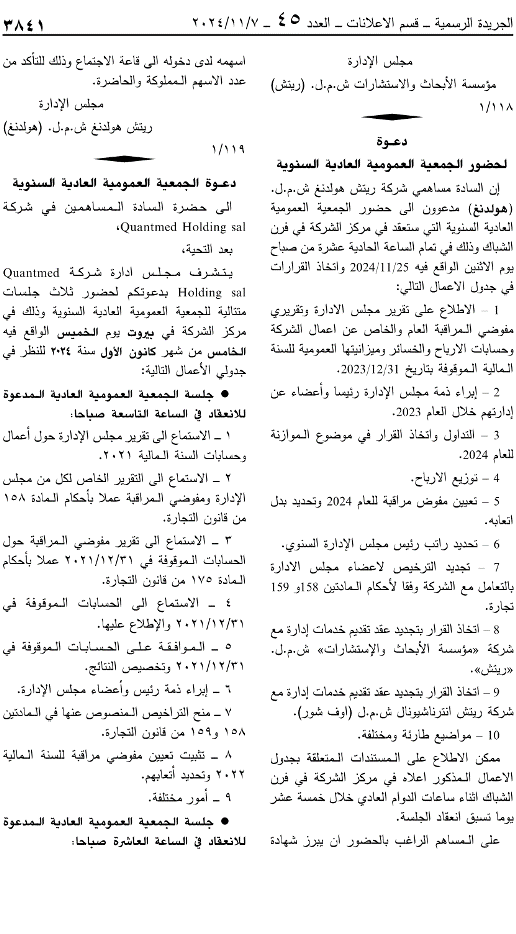 الجريدة الرسمية ــ قسم الاعلانات ــ العدد ٤٥ ــ ٢٠٢٤/١١/٧
٣٨٤١
مجلس الإدارة
مؤسسة الأبحاث والاستشارات ش.م.ل. (ريتش)
١/١١٨
دعوة
لحضور الجمعية العمومية العادية السنوية
إن السادة مساهمي شركة ريتش هولدنغ ش.م.ل.
(هولدنغ) مدعوون الى حضور الجمعية العمومية
العادية السنوية التي ستعقد في مركز الشركة في فرن
الشباك وذلك في تمام الساعة الحادية عشرة من صباح
يوم الاثنين الواقع فيه 2024/11/25 واتخاذ القرارات
في جدول الاعمال التالي:
1 – الاطلاع على تقرير مجلس الادارة وتقريري
مفوضي المراقبة العام والخاص عن اعمال الشركة
وحسابات الارباح والخسائر وميزانيتها العمومية للسنة
المالية الموقوفة بتاريخ 2023/12/31.
2 – إبراء ذمة مجلس الإدارة رئيسا وأعضاء عن
إدارتهم خلال العام 2023.
3 – التداول واتخاذ القرار في موضوع الموازنة
للعام 2024.
4 – توزيع الارباح.
5 – تعيين مفوض مراقبة للعام 2024 وتحديد بدل
اتعابه.
6 – تحديد راتب رئيس مجلس الإدارة السنوي.
7 – تجديد الترخيص لاعضاء مجلس الادارة
بالتعامل مع الشركة وفقا لأحكام المادتين 158و 159
تجارة.
8 – اتخاذ القرار بتجديد عقد تقديم خدمات إدارة مع
شركة «مؤسسة الأبحاث والإستشارات» ش.م.ل.
«ريتش».
9 – اتخاذ القرار بتجديد عقد تقديم خدمات إدارة مع
شركة ريتش انترناشيونال ش.م.ل. (اوف شور).
10 – مواضيع طارئة ومختلفة.
ممكن الاطلاع على المستندات المتعلقة بجدول
الاعمال المذكور اعلاه في مركز الشركة في فرن
الشباك اثناء ساعات الدوام العادي خلال خمسة عشر
يوما تسبق انعقاد الجلسة.
على المساهم الراغب بالحضور ان يبرز شهادة
اسهمه لدى دخوله الى قاعة الاجتماع وذلك للتأكد من
عدد الاسهم المملوكة والحاضرة.
مجلس الإدارة
ريتش هولدنغ ش.م.ل. (هولدنغ)
١/١١٩
دعوة الجمعية العمومية العادية السنوية
الى حضرة السادة المساهمين في شركة
Quantmed Holding sal،
بعد التحية،
يتشرف مجلس ادارة شركة Quantmed
Holding sal بدعوتكم لحضور ثلاث جلسات
متتالية للجمعية العمومية العادية السنوية وذلك في
مركز الشركة في بيروت يوم الخميس الواقع فيه
الخامس من شهر كانون الأول سنة ٢٠٢٤ للنظر في
جدولي الأعمال التالية:
● جلسة الجمعية العمومية العادية المدعوة
للانعقاد في الساعة التاسعة صباحا:
١ ــ الاستماع الى تقرير مجلس الإدارة حول أعمال
وحسابات السنة المالية ٢٠٢١.
٢ ــ الاستماع الى التقرير الخاص لكل من مجلس
الإدارة ومفوضي المراقبة عملا بأحكام المادة ١٥٨
من قانون التجارة.
٣ ــ الاستماع الى تقرير مفوضي المراقبة حول
الحسابات الموقوفة في ٢٠٢١/١٢/٣١ عملا بأحكام
المادة ١٧٥ من قانون التجارة.
٤ ــ الاستماع الى الحسابات الموقوفة في
٢٠٢١/١٢/٣١ والإطلاع عليها.
٥ ــ الموافقة على الحسابات الموقوفة في
٢٠٢١/١٢/٣١ وتخصيص النتائج.
٦ ــ إبراء ذمة رئيس وأعضاء مجلس الإدارة.
٧ ــ منح التراخيص المنصوص عنها في المادتين
١٥٨ و١٥٩ من قانون التجارة.
٨ ــ تثبيت تعيين مفوضي مراقبة للسنة المالية
٢٠٢٢ وتحديد أتعابهم.
٩ ــ أمور مختلفة.
● جلسة الجمعية العمومية العادية المدعوة
للانعقاد في الساعة العاشرة صباحا: